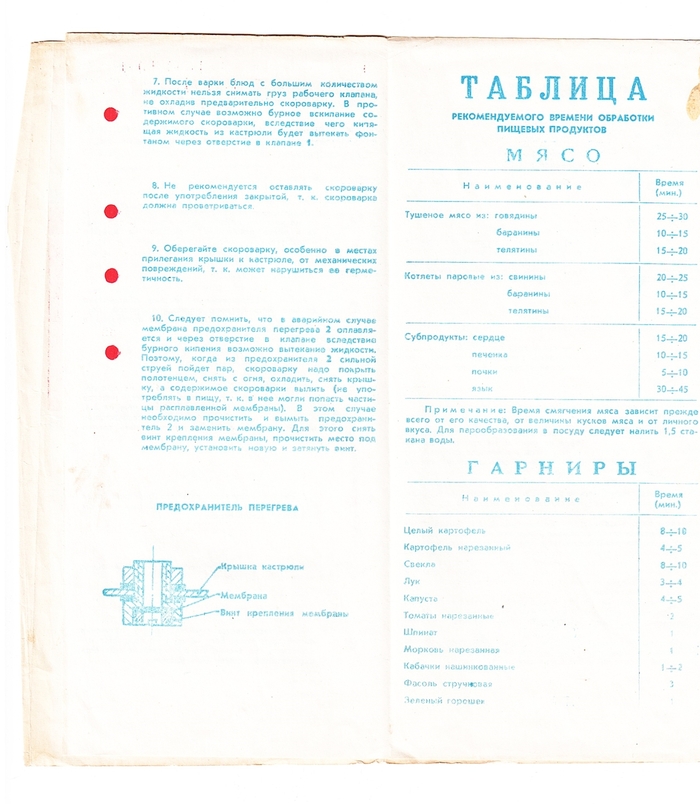 7. После варки блюд с большим количеством
жидкости нельзя снимать груз рабочего клапана,
не охладив предварительно скороварку. В про-
тивном случае возможно бурное вскипание со-
держимого скороварки, вследствие чего кипя-
щая жидкость из кастрюли будет вытекать фон-
таном через отверстие в клапане 1.
8. Не рекомендуется оставлять скороварку
после употребления закрытой, т. к. скороварка
должна проветриваться.
9. Оберегайте скороварку, особенно в местах
прилегания крышки к кастрюле, от механических
повреждений, т. к. может нарушиться ее герме-
тичность.
10. Следует помнить, что в аварийном случае
мембрана предохранителя перегрева 2 оплавля-
ется и через отверстие в клапане вследствие
бурного кипения возможно вытекание жидкости.
Поэтому, когда из предохранителя 2 сильной
струей пойдет пар, скороварку надо покрыть
полотенцем, снять с огня, охладить, снять крыш-
ку, а содержимое скороварки вылить (не упо-
треблять в пищу, т. к. в нее могли попасть части-
цы расплавленной мембраны). В этом случае
необходимо прочистить и вымыть предохрани-
тель 2 и заменить мембрану. Для этого снять
винт крепления мембраны, прочистить место под
мембрану, установить новую и затянуть винт.
ПРЕДОХРАНИТЕЛЬ ПЕРЕГРЕВА
Крышка кастрюли
Мембрана
Винт крепления мембраны
ТАБЛИЦА
РЕКОМЕНДУЕМОГО ВРЕМЕНИ ОБРАБОТКИ
ПИЩЕВЫХ ПРОДУКТОВ
МЯСО
Наименование Время (мин.)
Тушеное мясо из: говядины 25÷30
баранины 10÷15
телятины 15÷20
Котлеты паровые из: свинины 20÷25
баранины 10÷15
телятины 15÷20
Субпродукты: сердце 15÷20
печенка 10÷15
почки 5÷10
язык 30÷45
Примечание: Время смягчения мяса зависит прежде
всего от его качества, от величины кусков мяса и от личного
вкуса. Для парообразования в посуду следует налить 1,5 ста-
кана воды.
ГАРНИРЫ
Наименование Время (мин.)
Целый картофель 8÷10
Картофель нарезанный 4÷5
Свекла 8÷10
Лук 3÷4
Капуста 4÷5
Томаты нарезанные 2
Шпинат
Морковь нарезанная
Кабачки нашинкованные 1÷2
Фасоль стручковая 3
Зеленый горошек